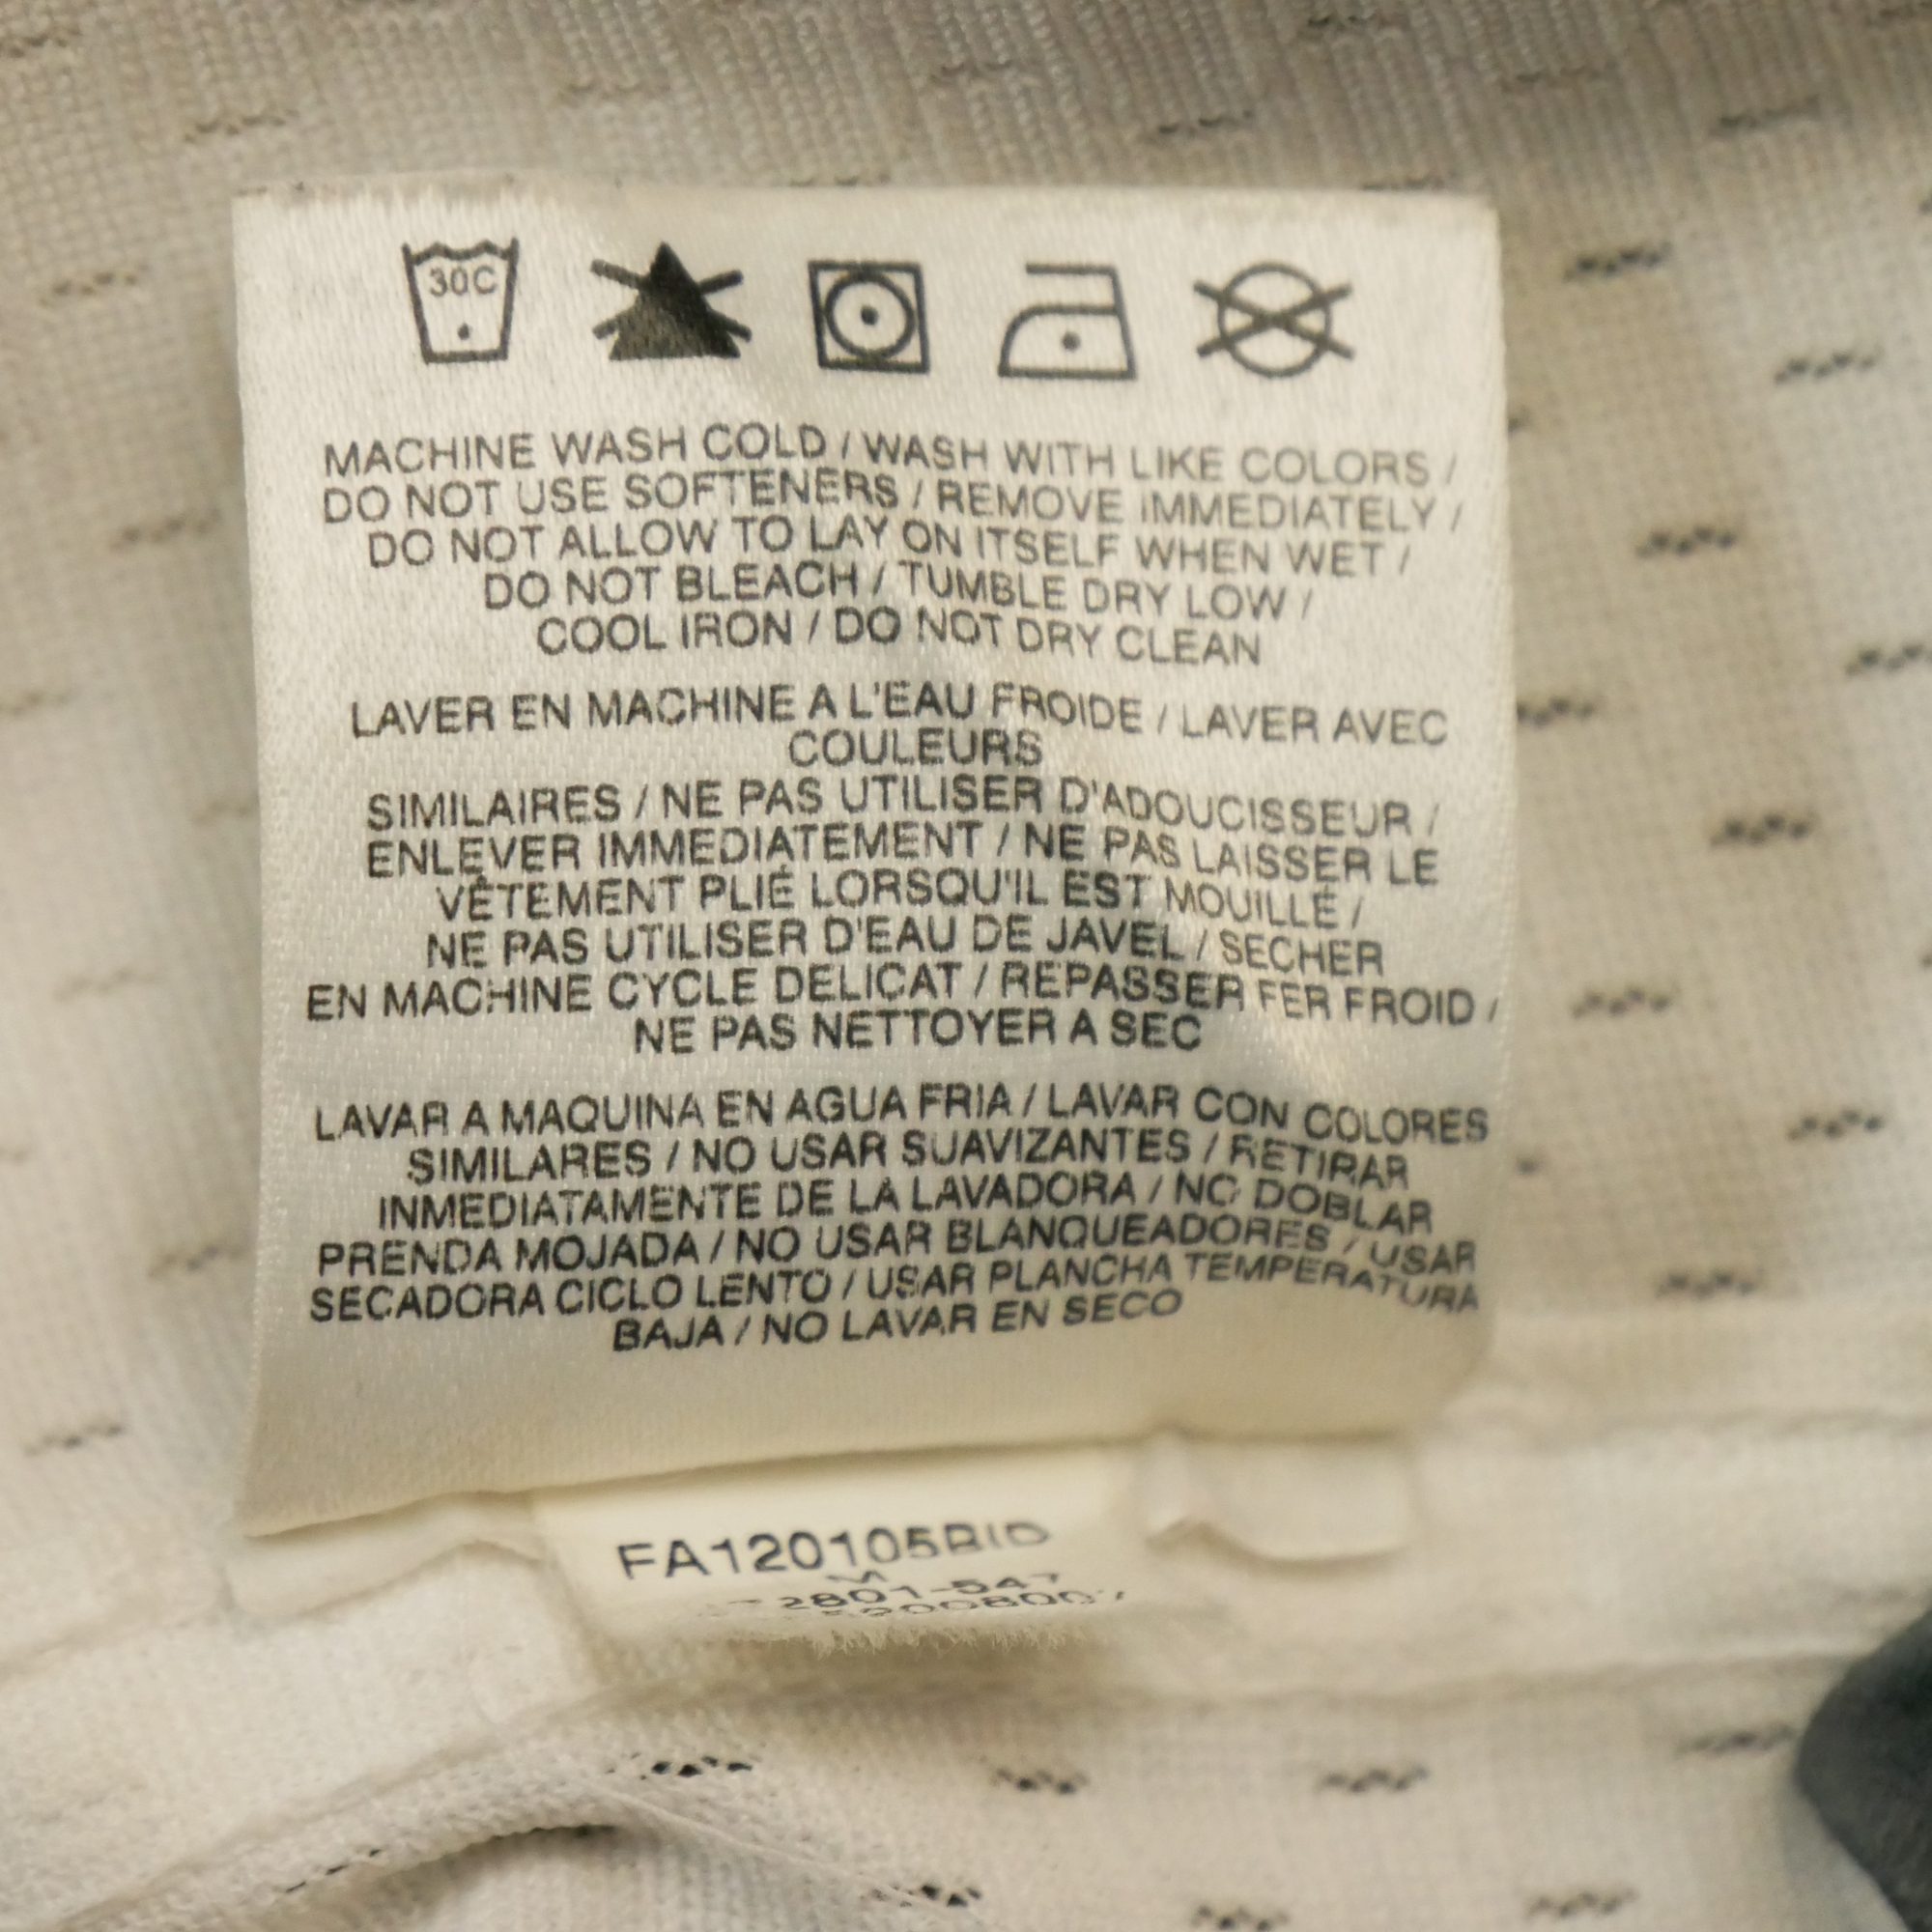 30C
MACHINE WASH COLD / WASH WITH LIKE COLORS /
DO NOT USE SOFTENERS / REMOVE IMMEDIATELY /
DO NOT ALLOW TO LAY ON ITSELF WHEN WET /
DO NOT BLEACH / TUMBLE DRY LOW /
COOL IRON / DO NOT DRY CLEAN
LAVER EN MACHINE A L'EAU FROIDE / LAVER AVEC
COULEURS
SIMILAIRES / NE PAS UTILISER D'ADOUCISSEUR /
ENLEVER IMMEDIATEMENT / NE PAS LAISSER LE
VÊTEMENT PLIÉ LORSQU'IL EST MOUILLÉ /
NE PAS UTILISER D'EAU DE JAVEL / SECHER
EN MACHINE CYCLE DELICAT / REPASSER FER FROID /
NE PAS NETTOYER A SEC
LAVAR A MAQUINA EN AGUA FRIA / LAVAR CON COLORES
SIMILARES / NO USAR SUAVIZANTES / RETIRAR
INMEDIATAMENTE DE LA LAVADORA / NO DOBLAR
PRENDA MOJADA / NO USAR BLANQUEADORES / USAR
SECADORA CICLO LENTO / USAR PLANCHA TEMPERATURA
BAJA / NO LAVAR EN SECO